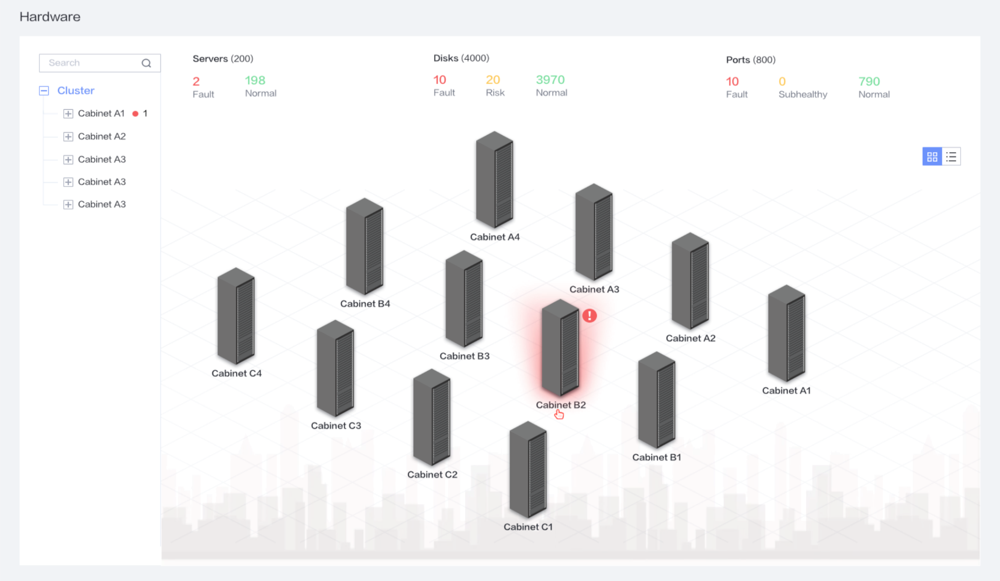 Hardware
Search
Cluster
Cabinet A1 1
Cabinet A2
Cabinet A3
Cabinet A3
Cabinet A3
Servers (200)
2 198
Fault Normal
Disks (4000)
10 20 3970
Fault Risk Normal
Ports (800)
10 0 790
Fault Subhealthy Normal
Cabinet A4
Cabinet A3
Cabinet B4
Cabinet A2
Cabinet B3
Cabinet C4
Cabinet A1
Cabinet B2
Cabinet C3
Cabinet B1
Cabinet C2
Cabinet C1